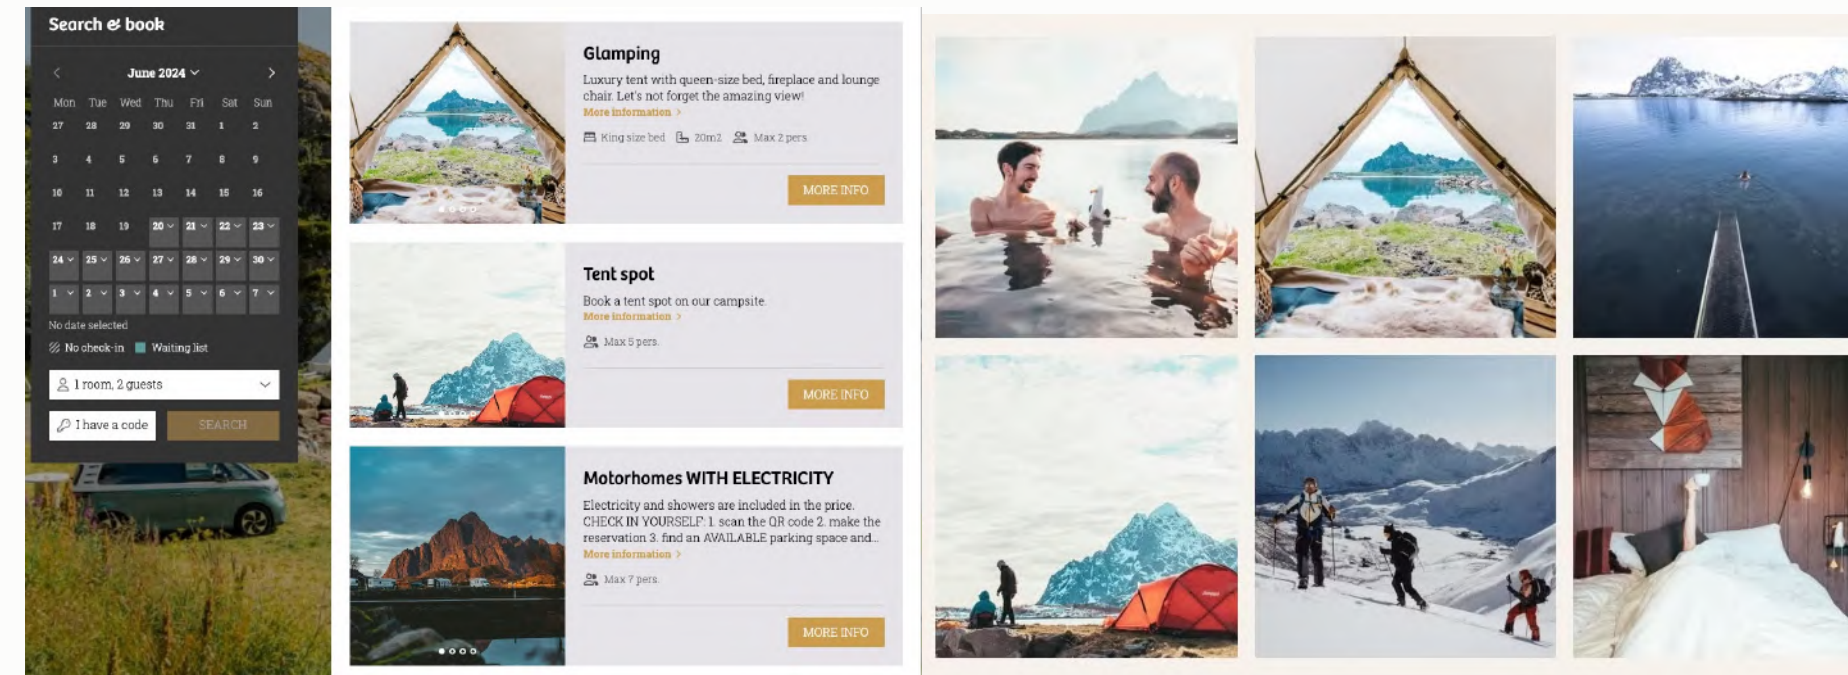 Search & book
June 2024
Mon Tue Wed Thu Fri Sat Sun
27 28 29 30 31 1 2
3 4 5 6 7 8 9
10 11 12 13 14 15 16
17 18 19 20 21 22 23
24 25 26 27 28 29 30
1 2 3 4 5 6 7
No date selected
No check-in Waiting list
1 room, 2 guests
I have a code SEARCH
Glamping
Luxury tent with queen-size bed, fireplace and lounge
chair. Let's not forget the amazing view!
More information >
King size bed 20m2 Max 2 pers.
MORE INFO
Tent spot
Book a tent spot on our campsite.
More information >
Max 5 pers.
MORE INFO
Motorhomes WITH ELECTRICITY
Electricity and showers are included in the price.
CHECK IN YOURSELF: 1. scan the QR code 2. make the
reservation 3. find an AVAILABLE parking space and...
More information >
Max 7 pers.
MORE INFO